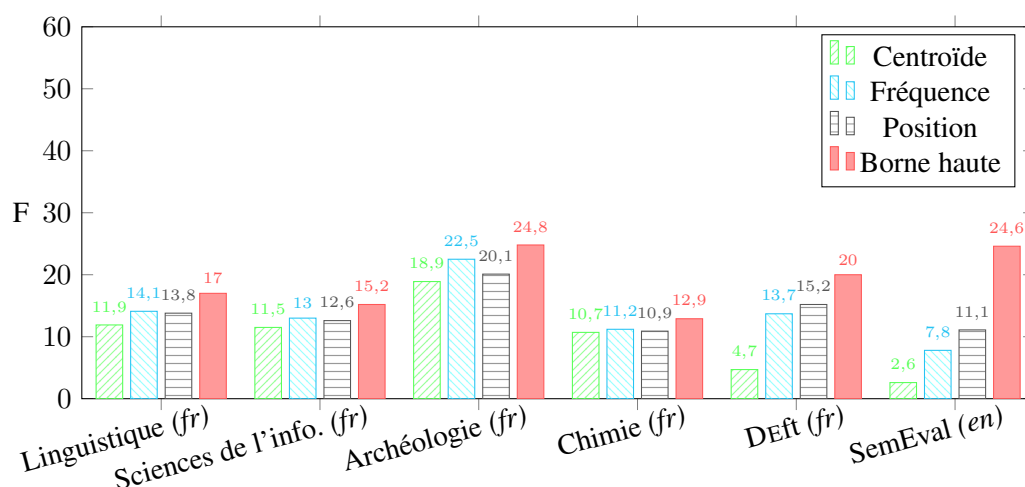 60
50
40
30
20
10
0
F
Centroïde
Fréquence
Position
Borne haute
11,9 14,1 13,8 17
11,5 13 12,6 15,2
18,9 22,5 20,1 24,8
10,7 11,2 10,9 12,9
4,7 13,7 15,2 20
2,6 7,8 11,1 24,6
Linguistique (fr)
Sciences de l'info. (fr)
Archéologie (fr)
Chimie (fr)
DEft (fr)
SemEval (en)